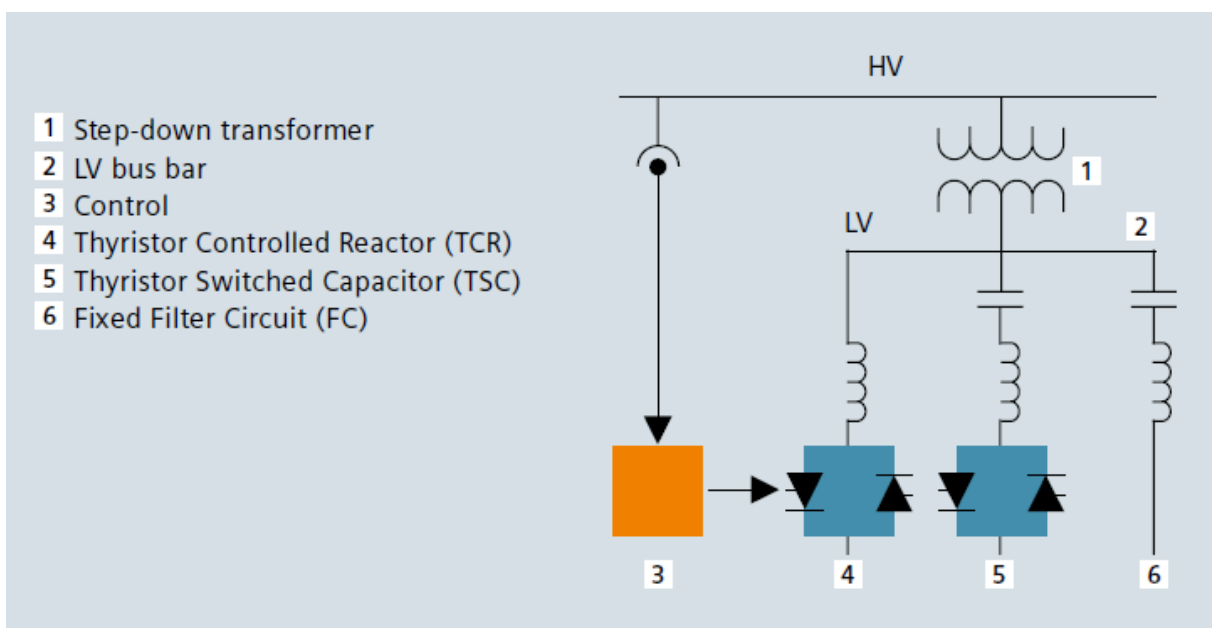 1 Step-down transformer
2 LV bus bar
3 Control
4 Thyristor Controlled Reactor (TCR)
5 Thyristor Switched Capacitor (TSC)
6 Fixed Filter Circuit (FC)
HV
1
LV
2
3
4
5
6